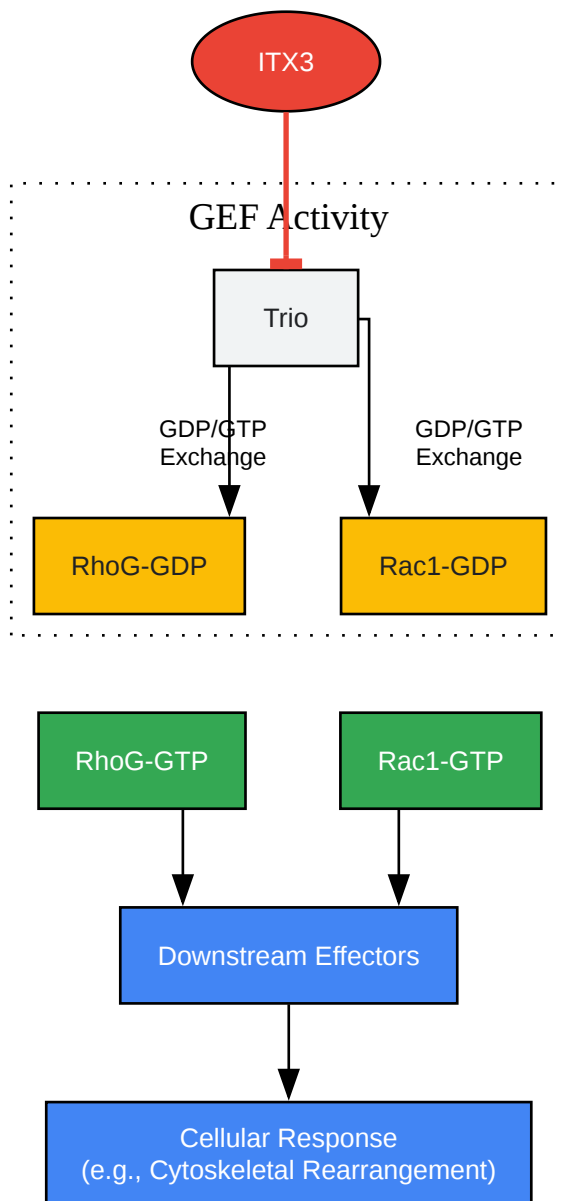 ITX3
GEF Activity
Trio
GDP/GTP
Exchange
GDP/GTP
Exchange
RhoG-GDP
Rac1-GDP
RhoG-GTP
Rac1-GTP
Downstream Effectors
Cellular Response
(e.g., Cytoskeletal Rearrangement)